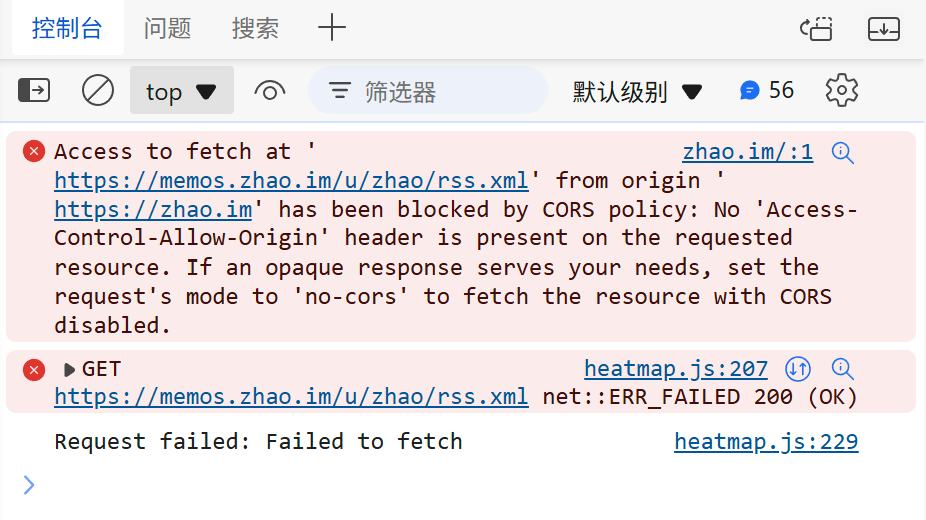 控制台 问题 搜索
top 筛选器 默认级别 56
Access to fetch at ' zhao.im/:1
https://memos.zhao.im/u/zhao/rss.xml' from origin '
https://zhao.im' has been blocked by CORS policy: No 'Access-
Control-Allow-Origin' header is present on the requested
resource. If an opaque response serves your needs, set the
request's mode to 'no-cors' to fetch the resource with CORS
disabled.
GET heatmap.js:207
https://memos.zhao.im/u/zhao/rss.xml net::ERR_FAILED 200 (OK)
Request failed: Failed to fetch heatmap.js:229